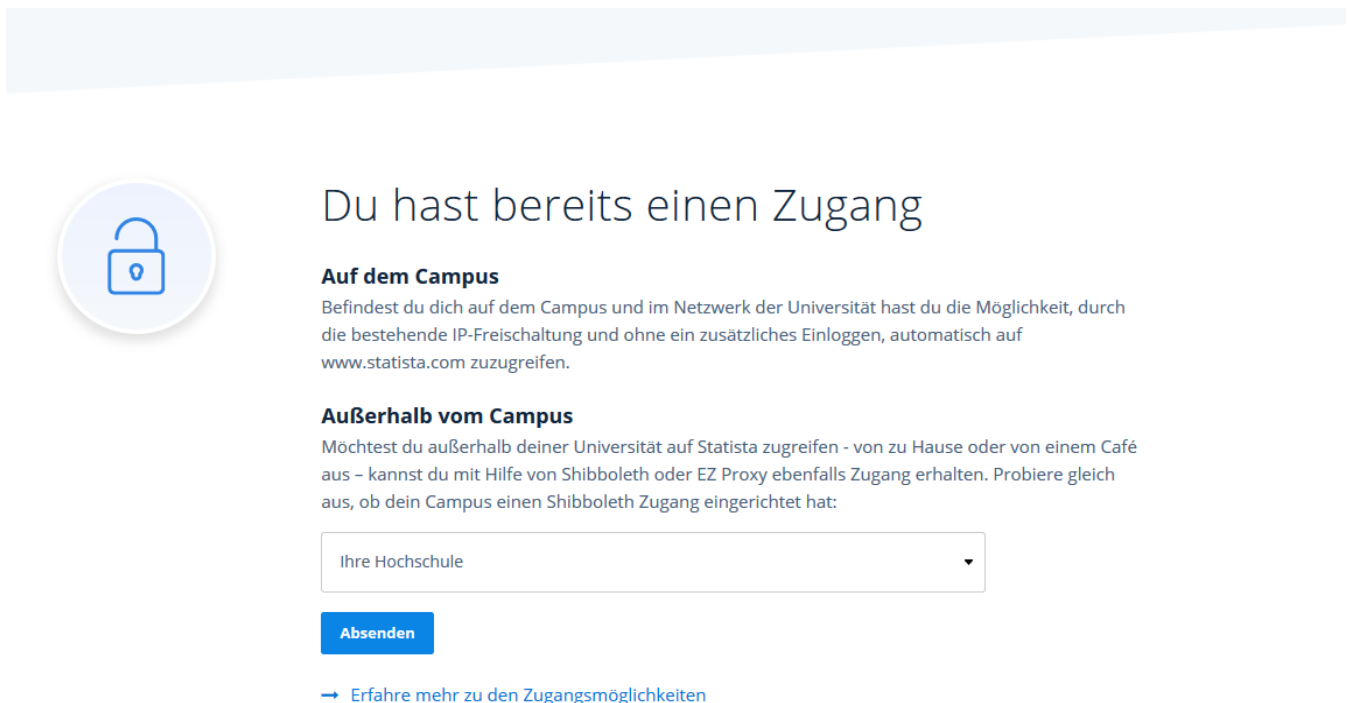 Du hast bereits einen Zugang
Auf dem Campus
Befindest du dich auf dem Campus und im Netzwerk der Universität hast du die Möglichkeit, durch
die bestehende IP-Freischaltung und ohne ein zusätzliches Einloggen, automatisch auf
www.statista.com zuzugreifen.
Außerhalb vom Campus
Möchtest du außerhalb deiner Universität auf Statista zugreifen - von zu Hause oder von einem Café
aus – kannst du mit Hilfe von Shibboleth oder EZ Proxy ebenfalls Zugang erhalten. Probiere gleich
aus, ob dein Campus einen Shibboleth Zugang eingerichtet hat:
Ihre Hochschule
Absenden
→ Erfahre mehr zu den Zugangsmöglichkeiten